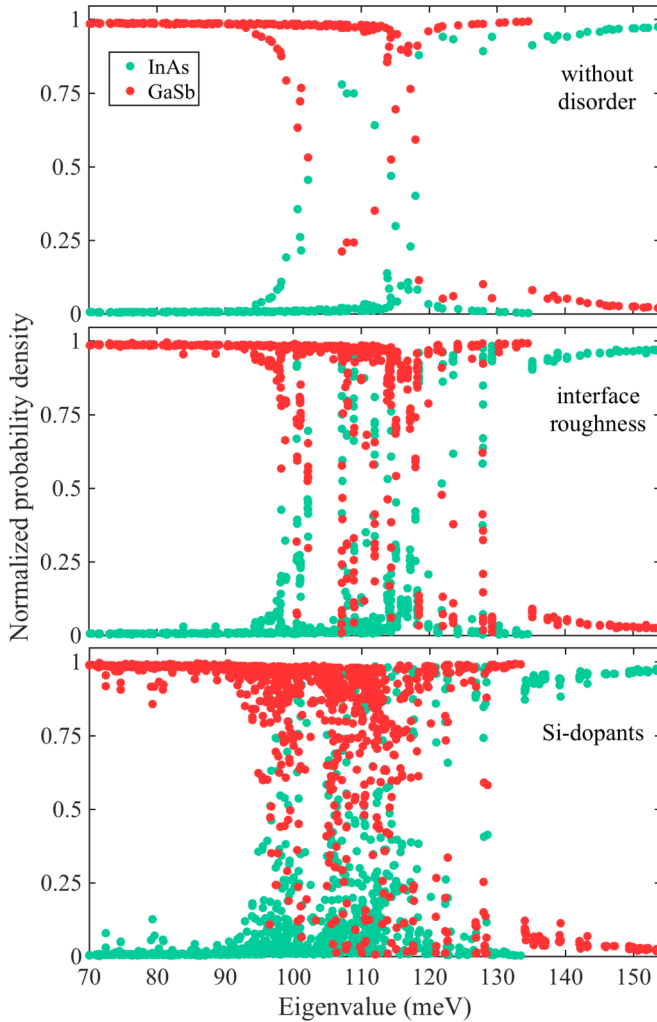 1
0.75
0.5
0.25
0
InAs
GaSb
without
disorder
1
0.75
0.5
0.25
0
interface
roughness
1
0.75
0.5
0.25
0
Si-dopants
Normalized probability density
70 80 90 100 110 120 130 140 150
Eigenvalue (meV)